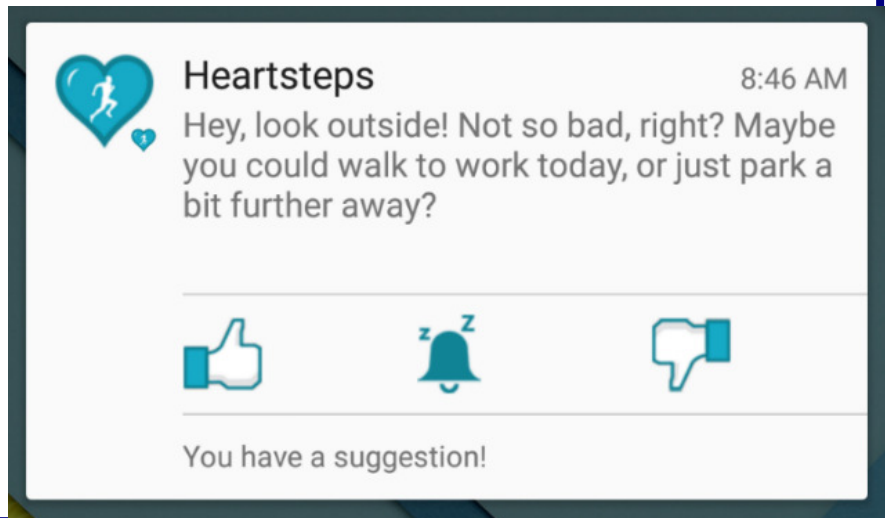 Heartsteps
8:46 AM
Hey, look outside! Not so bad, right? Maybe
you could walk to work today, or just park a
bit further away?
z z
You have a suggestion!